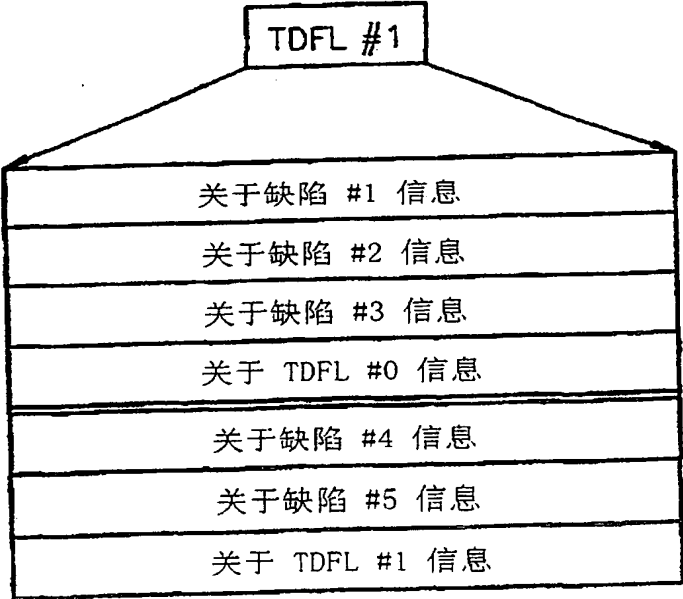 TDFL #1
关于缺陷 #1 信息
关于缺陷 #2 信息
关于缺陷 #3 信息
关于 TDFL #0 信息
关于缺陷 #4 信息
关于缺陷 #5 信息
关于 TDFL #1 信息